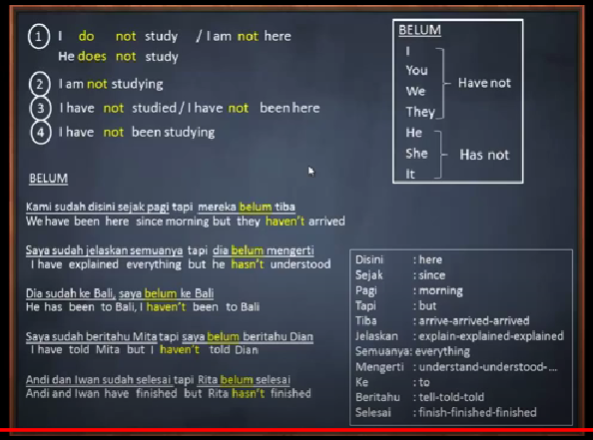 1 I do not study / I am not here
He does not study
2 I am not studying
3 I have not studied / I have not been here
4 I have not been studying
BELUM
I
You
We
They
Have not
He
She
It
Has not
BELUM
Kami sudah disini sejak pagi tapi mereka belum tiba
We have been here since morning but they haven't arrived
Saya sudah jelaskan semuanya tapi dia belum mengerti
I have explained everything but he hasn't understood
Dia sudah ke Bali, saya belum ke Bali
He has been to Bali, I haven't been to Bali
Saya sudah beritahu Mita tapi saya belum beritahu Dian
I have told Mita but I haven't told Dian
Andi dan Iwan sudah selesai tapi Rita belum selesai
Andi and Iwan have finished but Rita hasn't finished
Disini : here
Sejak : since
Pagi : morning
Tapi : but
Tiba : arrive-arrived-arrived
Jelaskan : explain-explained-explained
Semuanya: everything
Mengerti : understand-understood-...
Ke : to
Beritahu : tell-told-told
Selesai : finish-finished-finished